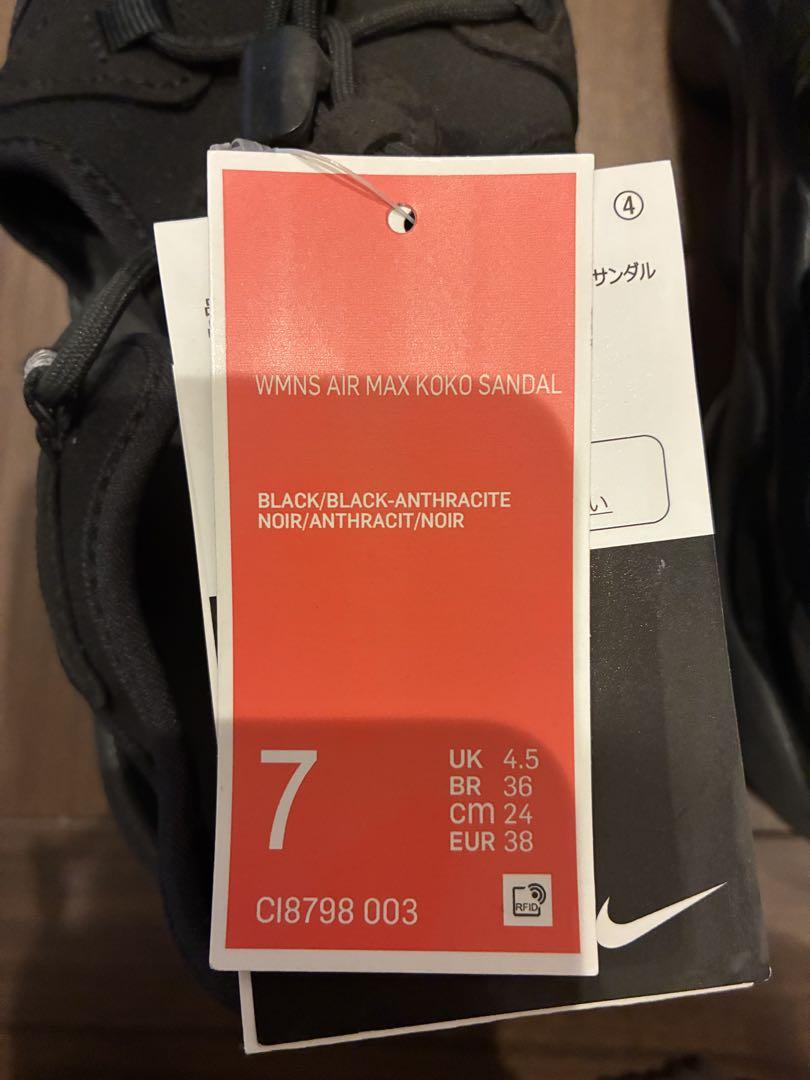 ④
サンダル
WMNS AIR MAX KOKO SANDAL
い
BLACK/BLACK-ANTHRACITE
NOIR/ANTHRACIT/NOIR
7
UK 4.5
BR 36
cm 24
EUR 38
CI8798 003
RFID